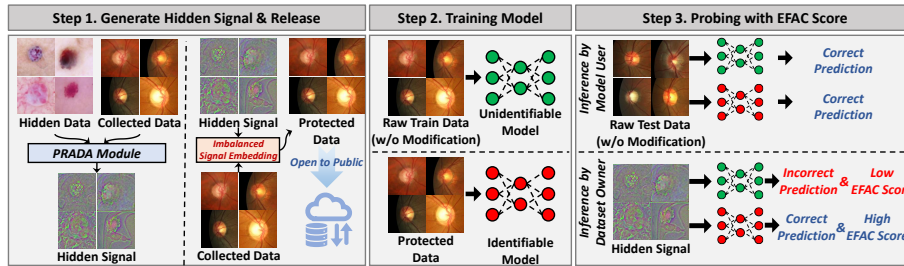 Step 1. Generate Hidden Signal & Release
Hidden Data
Collected Data
PRADA Module
Hidden Signal
Hidden Signal
Imbalanced
Signal Embedding
Collected Data
Protected
Data
Open to Public
Step 2. Training Model
Raw Train Data
(w/o Modification)
Unidentifiable
Model
Protected
Data
Identifiable
Model
Step 3. Probing with EFAC Score
Inference by
Model User
Raw Test Data
(w/o Modification)
Correct
Prediction
Correct
Prediction
Inference by
Dataset Owner
Hidden Signal
Incorrect
Prediction
&
Low
EFAC Score
Correct
Prediction
&
High
EFAC Score